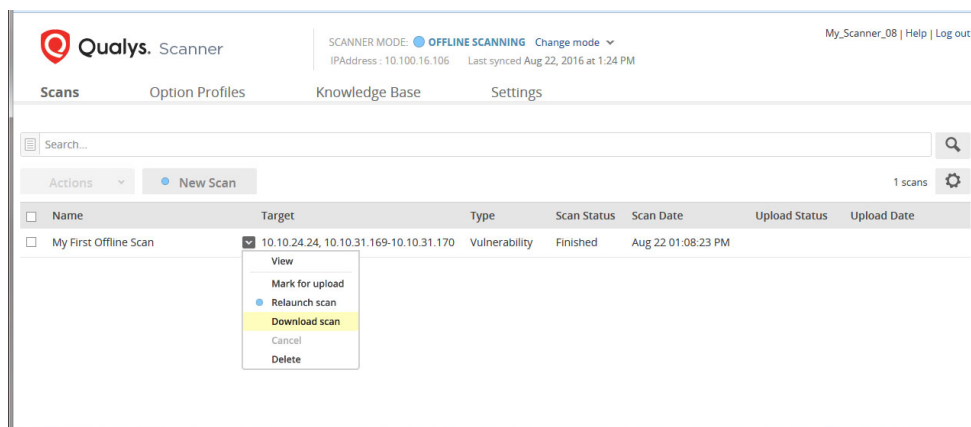 Qualys. Scanner
SCANNER MODE: OFFLINE SCANNING Change mode
IPAddress : 10.100.16.106 Last synced Aug 22, 2016 at 1:24 PM
My_Scanner_08 | Help | Log out
Scans Option Profiles Knowledge Base Settings
Search...
Actions New Scan 1 scans
Name Target Type Scan Status Scan Date Upload Status Upload Date
My First Offline Scan 10.10.24.24, 10.10.31.169-10.10.31.170 Vulnerability Finished Aug 22 01:08:23 PM
View
Mark for upload
Relaunch scan
Download scan
Cancel
Delete